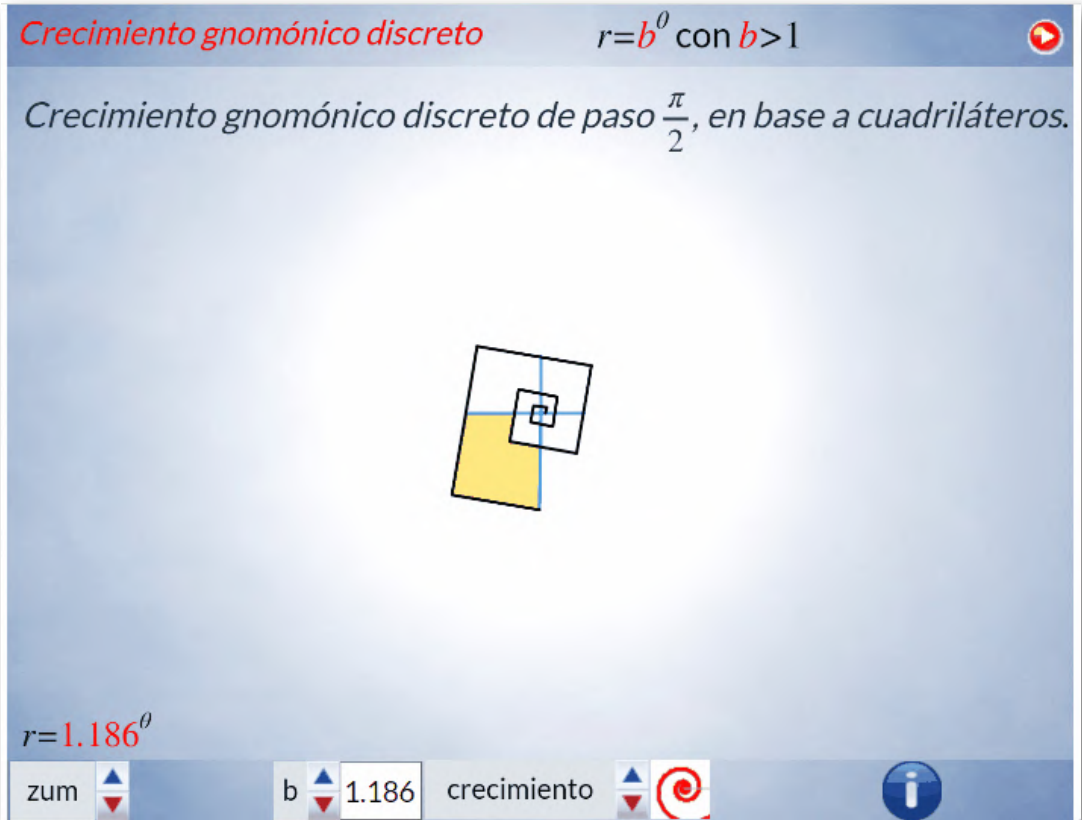 Crecimiento gnomónico discreto r=b^θ con b>1
Crecimiento gnomónico discreto de paso π/2, en base a cuadriláteros.
r=1.186^θ
zum b 1.186 crecimiento i